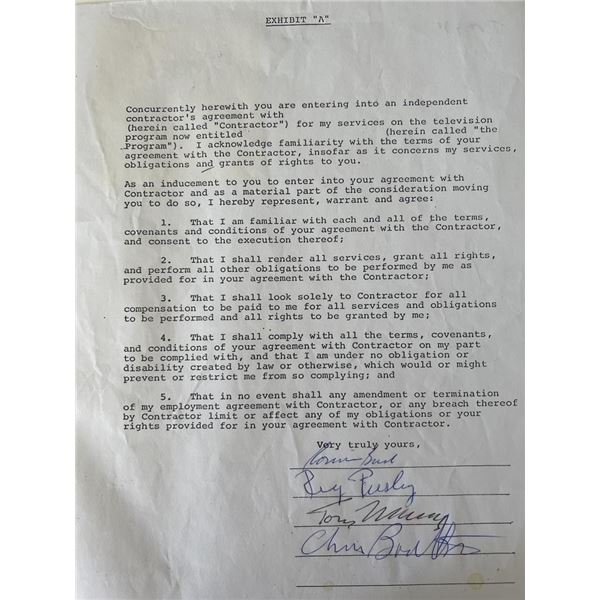 EXHIBIT "A"
Concurrently herewith you are entering into an independent
contractor's agreement with
(herein called "Contractor") for my services on the television
program now entitled (herein called "the
Program"). I acknowledge familiarity with the terms of your
agreement with the Contractor, insofar as it concerns my services,
obligations and grants of rights to you.
As an inducement to you to enter into your agreement with
Contractor and as a material part of the consideration moving
you to do so, I hereby represent, warrant and agree:
1. That I am familiar with each and all of the terms,
covenants and conditions of your agreement with the Contractor,
and consent to the execution thereof;
2. That I shall render all services, grant all rights,
and perform all other obligations to be performed by me as
provided for in your agreement with the Contractor;
3. That I shall look solely to Contractor for all
compensation to be paid to me for all services and obligations
to be performed and all rights to be granted by me;
4. That I shall comply with all the terms, covenants,
and conditions of your agreement with Contractor on my part
to be complied with, and that I am under no obligation or
disability created by law or otherwise, which would or might
prevent or restrict me from so complying; and
5. That in no event shall any amendment or termination
of my employment agreement with Contractor, or any breach thereof
by Contractor limit or affect any of my obligations or your
rights provided for in your agreement with Contractor.
Very truly yours,
Reg Presley
Tony
Chris Britton